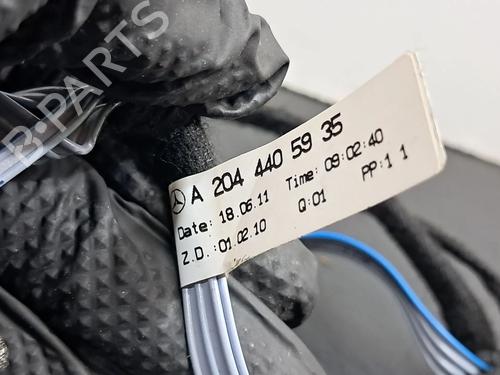 A 204 440 59 35
Date: 18.06.11 Time: 09:02:40
Z.D.:01.02.10 Q:01 PP:1 1
B-PARTS